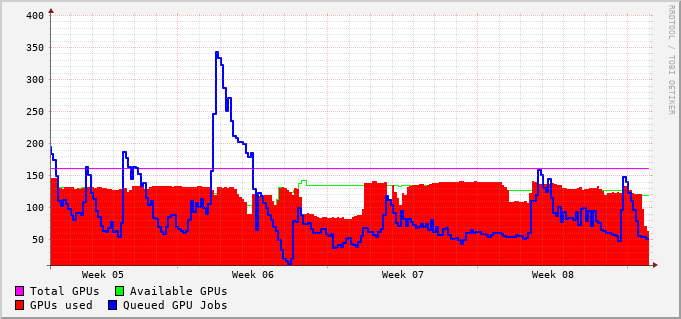 400
350
300
250
200
150
100
50
Week 05 Week 06 Week 07 Week 08
Total GPUs Available GPUs
GPUs used Queued GPU Jobs
RRDTOOL / TOBI OETIKER